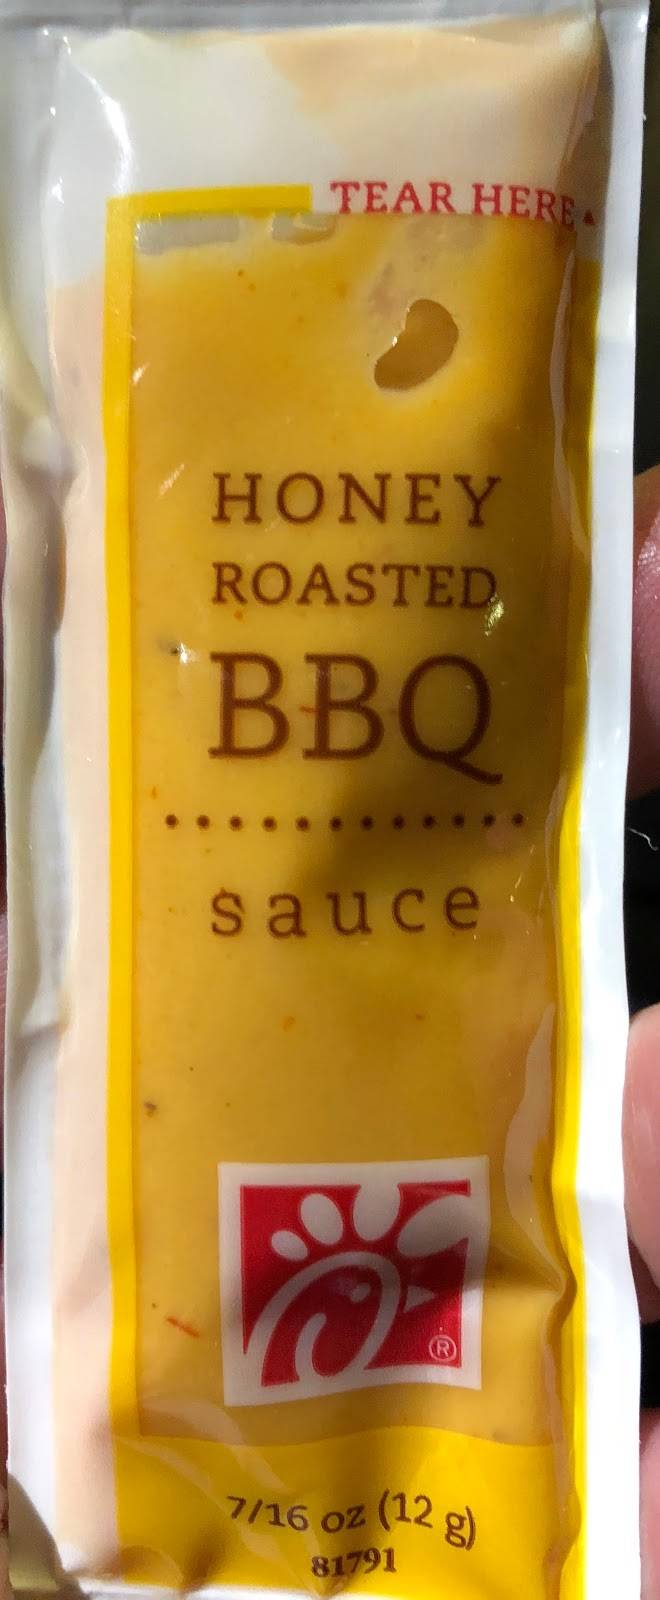 TEAR HERE
HONEY
ROASTED
BBQ
sauce
®
7/16 oz (12 g)
81791